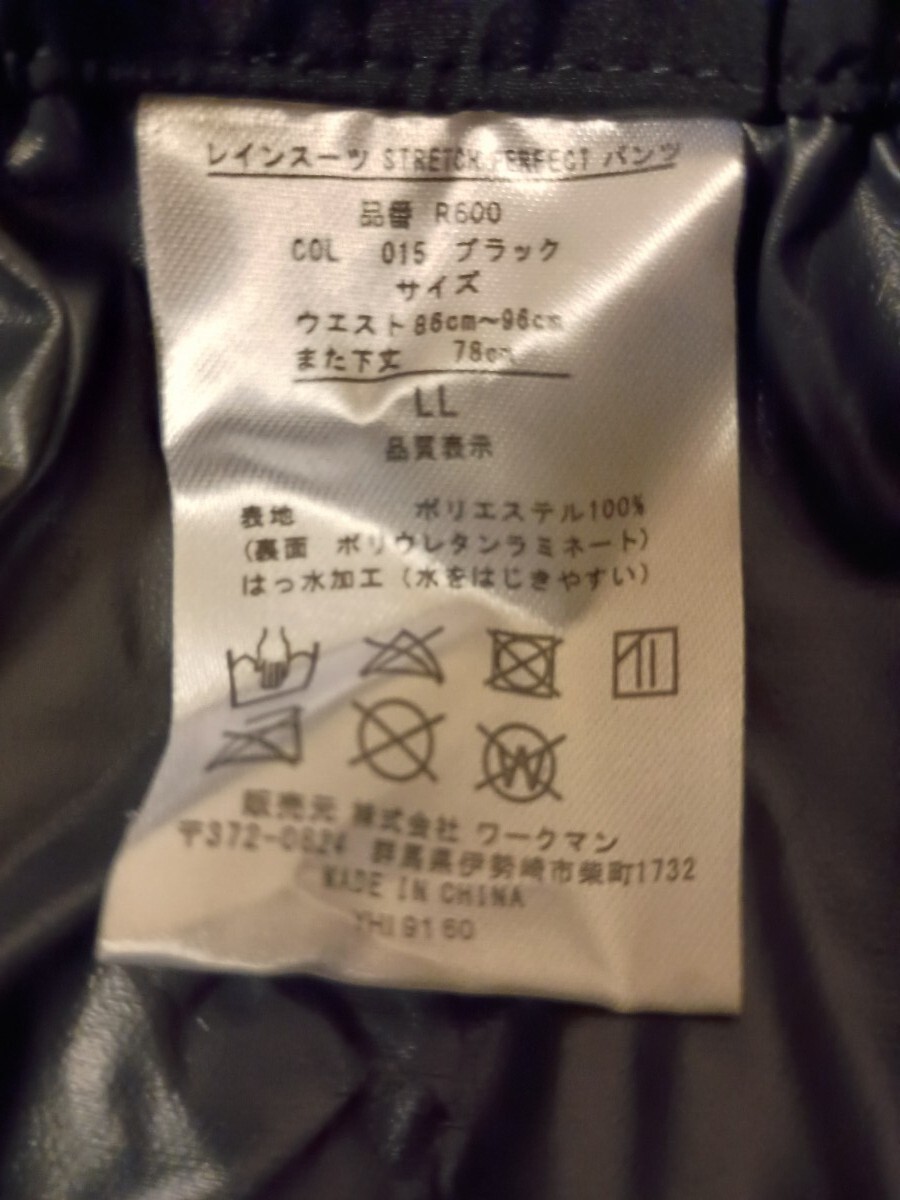 レインスーツ STRETCH PERFECT パンツ
品番 R600
COL 015 ブラック
サイズ
ウエスト86cm〜96cm
また下丈 78cm
LL
品質表示
表地 ポリエステル100%
(裏面 ポリウレタンラミネート)
はっ水加工 (水をはじきやすい)
W
販売元 株式会社 ワークマン
〒372-0824 群馬県伊勢崎市柴町1732
MADE IN CHINA
YHI9160